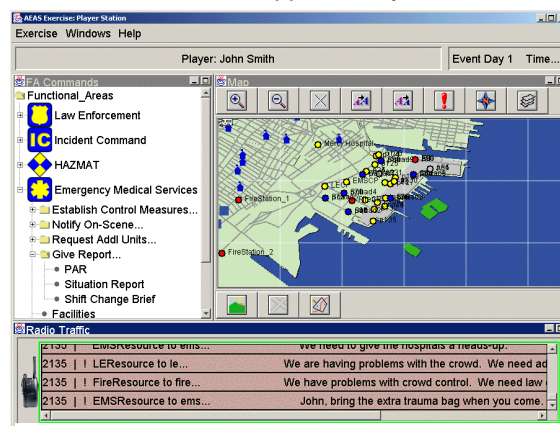 AEAS Exercise: Player Station
Exercise Windows Help
Player: John Smith
Event Day 1 Time...
FA Commands
Map
Functional_Areas
Law Enforcement
IC Incident Command
HAZMAT
Emergency Medical Services
Establish Control Measures...
Notify On-Scene...
Request Addl Units...
Give Report...
PAR
Situation Report
Shift Change Brief
Facilities
Mercy Hospital
EMSCP
FireStation_1
FireStation_2
Radio Traffic
2135 | ! EMSResource to ems... We need to give the hospitals a heads-up.
2135 | ! LEResource to le... We are having problems with the crowd. We need ad
2135 | ! FireResource to fire... We have problems with crowd control. We need law
2135 | ! EMSResource to ems... John, bring the extra trauma bag when you come.